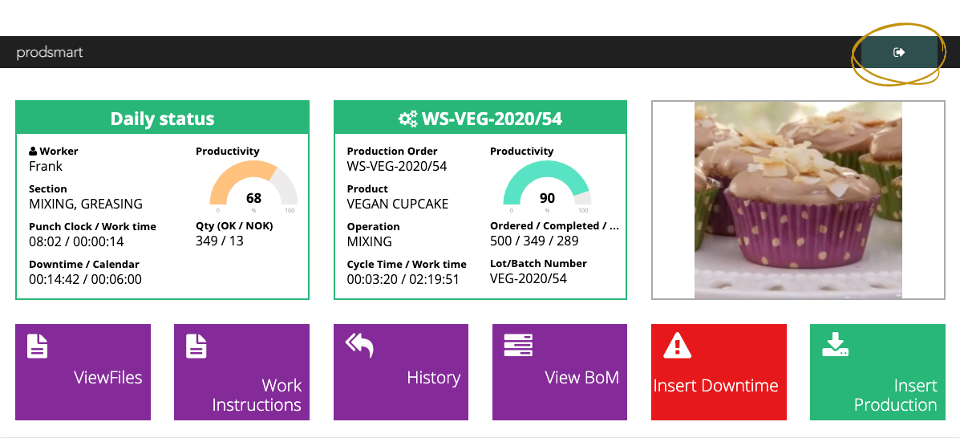 prodsmart
Daily status
Worker
Frank
Section
MIXING, GREASING
Punch Clock / Work time
08:02 / 00:00:14
Downtime / Calendar
00:14:42 / 00:06:00
Productivity
68
0 % 100
Qty (OK / NOK)
349 / 13
WS-VEG-2020/54
Production Order
WS-VEG-2020/54
Product
VEGAN CUPCAKE
Operation
MIXING
Cycle Time / Work time
00:03:20 / 02:19:51
Productivity
90
0 % 100
Ordered / Completed / ...
500 / 349 / 289
Lot/Batch Number
VEG-2020/54
ViewFiles
Work
Instructions
History
View BoM
Insert Downtime
Insert
Production